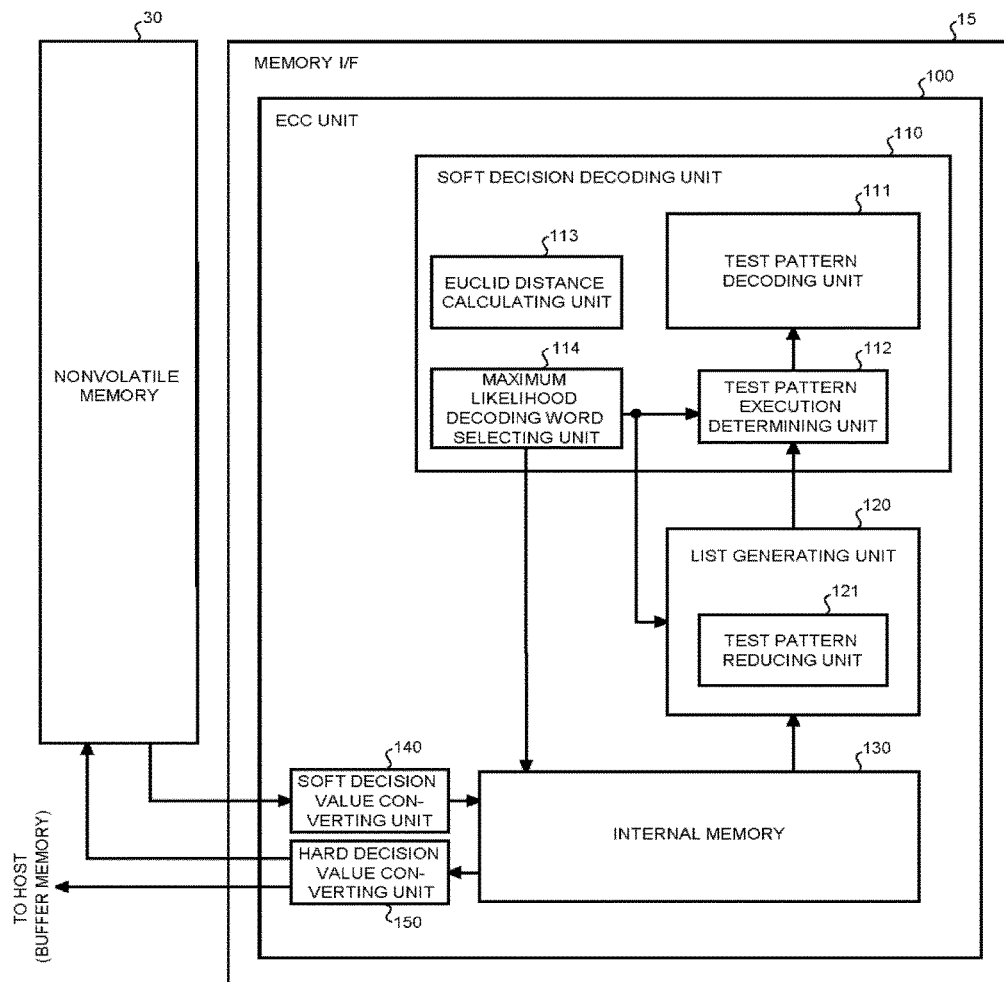 30
15
MEMORY I/F
100
ECC UNIT
110
SOFT DECISION DECODING UNIT
111
TEST PATTERN
DECODING UNIT
113
EUCLID DISTANCE
CALCULATING UNIT
114
MAXIMUM
LIKELIHOOD
DECODING WORD
SELECTING UNIT
112
TEST PATTERN
EXECUTION
DETERMINING UNIT
NONVOLATILE
MEMORY
120
LIST GENERATING UNIT
121
TEST PATTERN
REDUCING UNIT
140
SOFT DECISION
VALUE CON-
VERTING UNIT
130
INTERNAL MEMORY
HARD DECISION
VALUE CON-
VERTING UNIT
150
TO HOST
(BUFFER MEMORY)